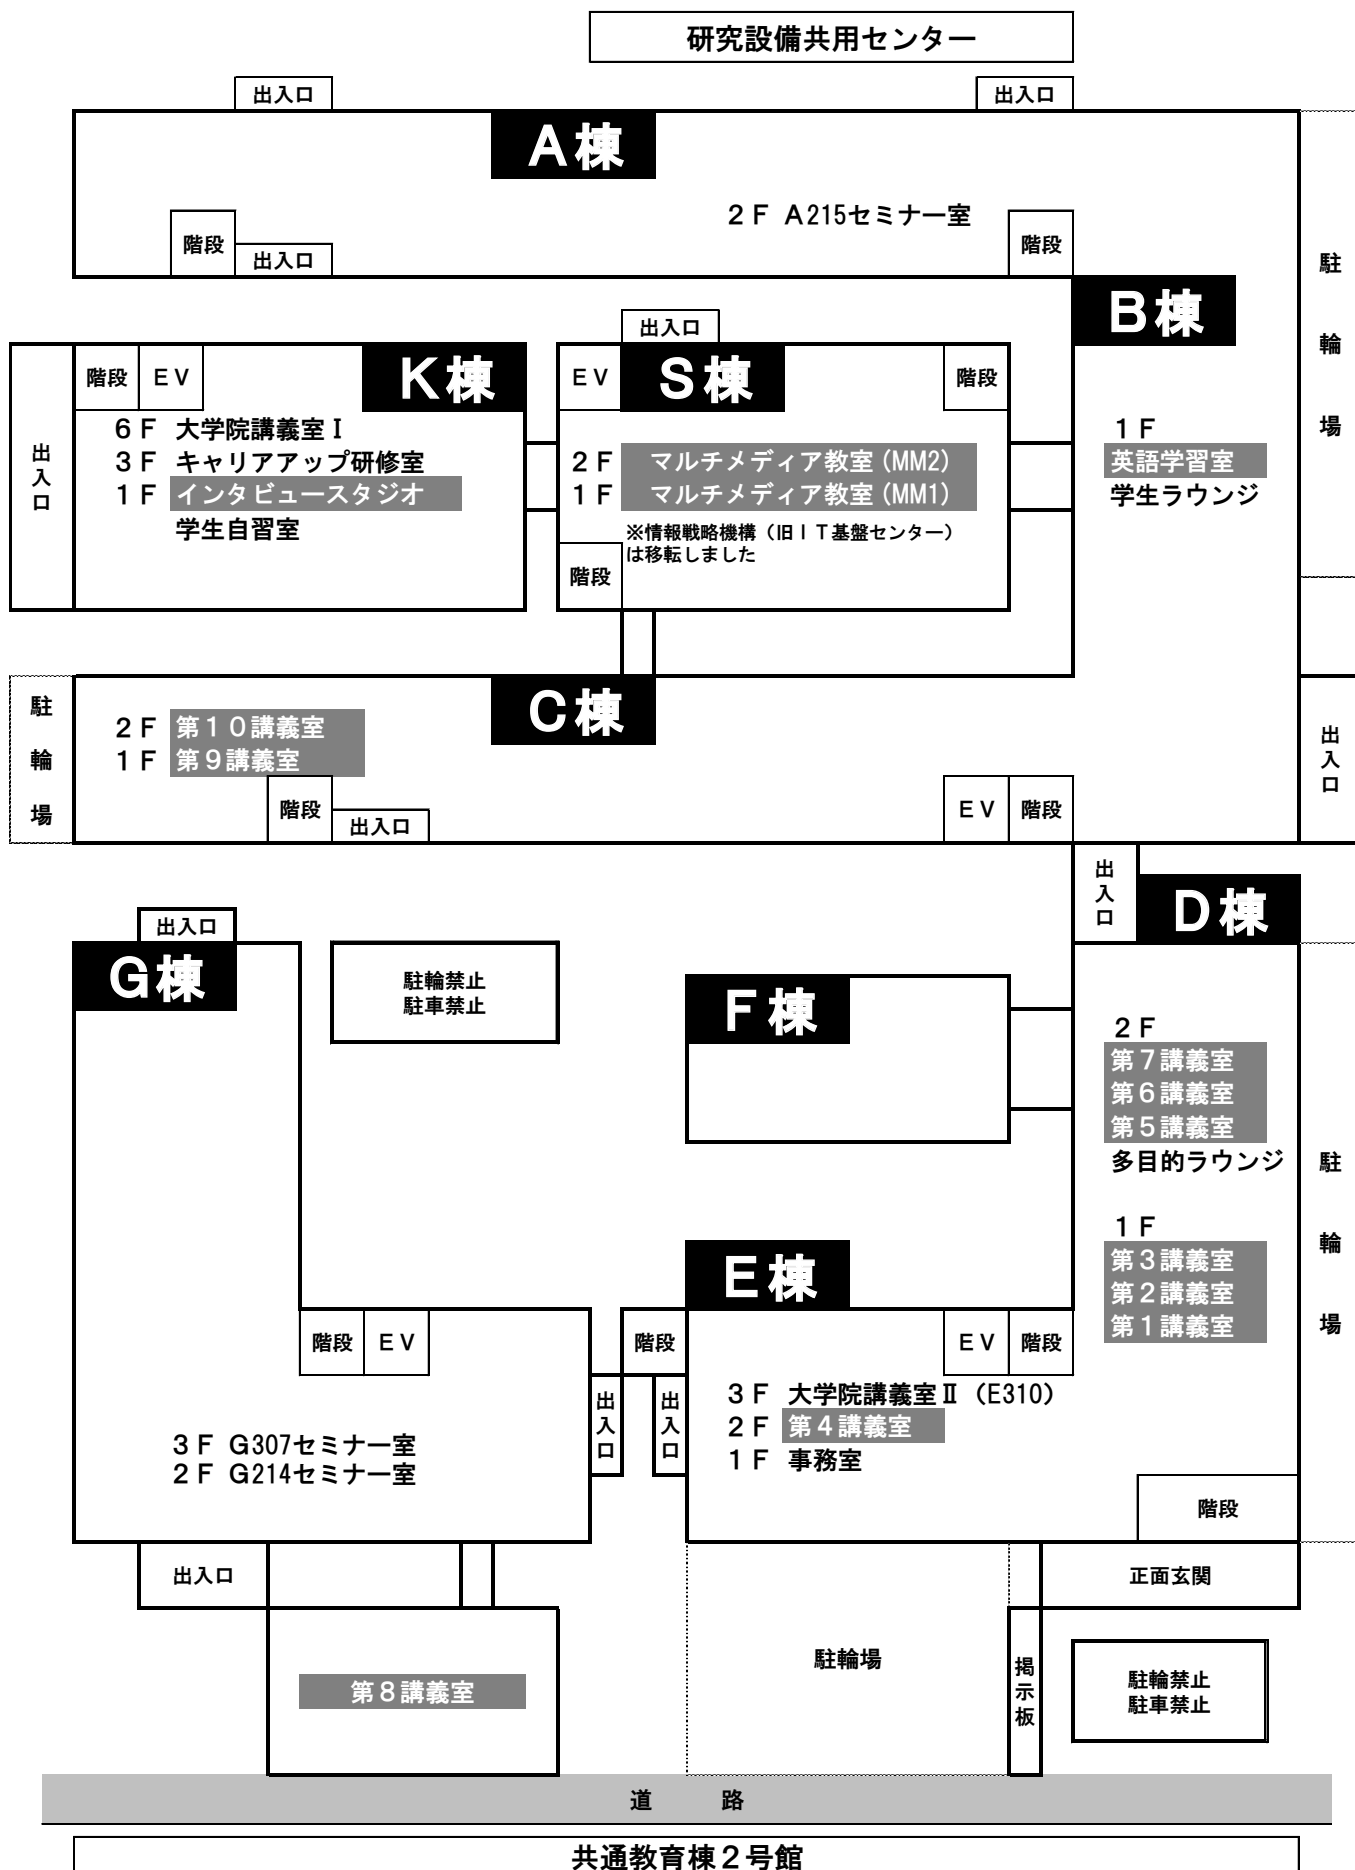 研究設備共用センター
出入口
出入口
A棟
2F A215セミナー室
階段
出入口
階段
B棟
駐輪場
出入口
階段
EV
K棟
EV
S棟
階段
出入口
6F 大学院講義室Ⅰ
3F キャリアアップ研修室
1F インタビュースタジオ
学生自習室
2F マルチメディア教室(MM2)
1F マルチメディア教室(MM1)
※情報戦略機構(旧IT基盤センター)
は移転しました
階段
1F
英語学習室
学生ラウンジ
駐輪場
C棟
2F 第10講義室
1F 第9講義室
階段
出入口
EV
階段
出入口
出入口
D棟
出入口
G棟
駐輪禁止
駐車禁止
F棟
2F
第7講義室
第6講義室
第5講義室
多目的ラウンジ
1F
第3講義室
第2講義室
第1講義室
駐輪場
E棟
階段
EV
階段
EV
階段
出入口
出入口
3F 大学院講義室Ⅱ(E310)
2F 第4講義室
1F 事務室
3F G307セミナー室
2F G214セミナー室
階段
出入口
正面玄関
駐輪場
掲示板
駐輪禁止
駐車禁止
第8講義室
道 路
共通教育棟2号館